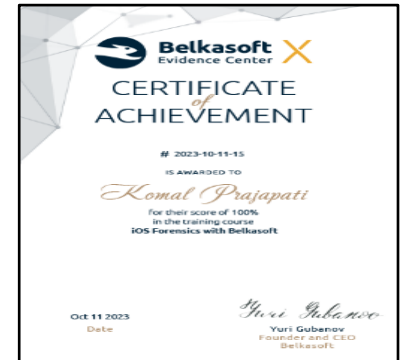 Belkasoft X
Evidence Center
CERTIFICATE
of
ACHIEVEMENT
# 2023-10-11-15
IS AWARDED TO
Komal Prajapati
for their score of 100%
in the training course
iOS Forensics with Belkasoft
Oct 11 2023
Date
Yuri Gubanov
Yuri Gubanov
Founder and CEO
Belkasoft